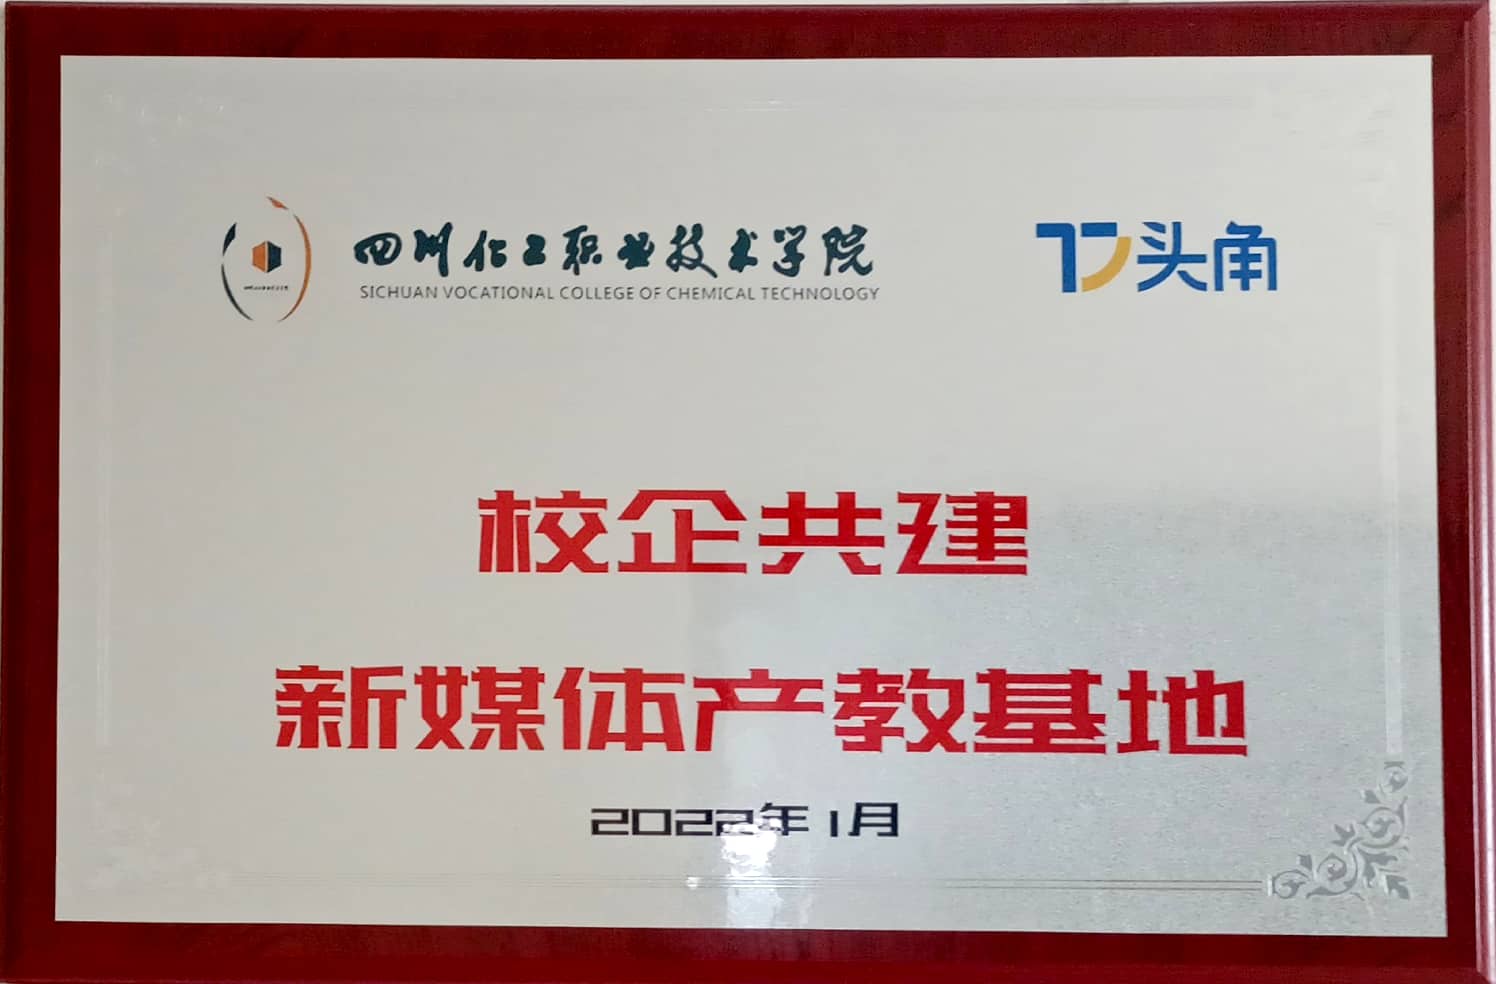 四川化工职业技术学院
SICHUAN VOCATIONAL COLLEGE OF CHEMICAL TECHNOLOGY
头角
校企共建
新媒体产教基地
2022年1月